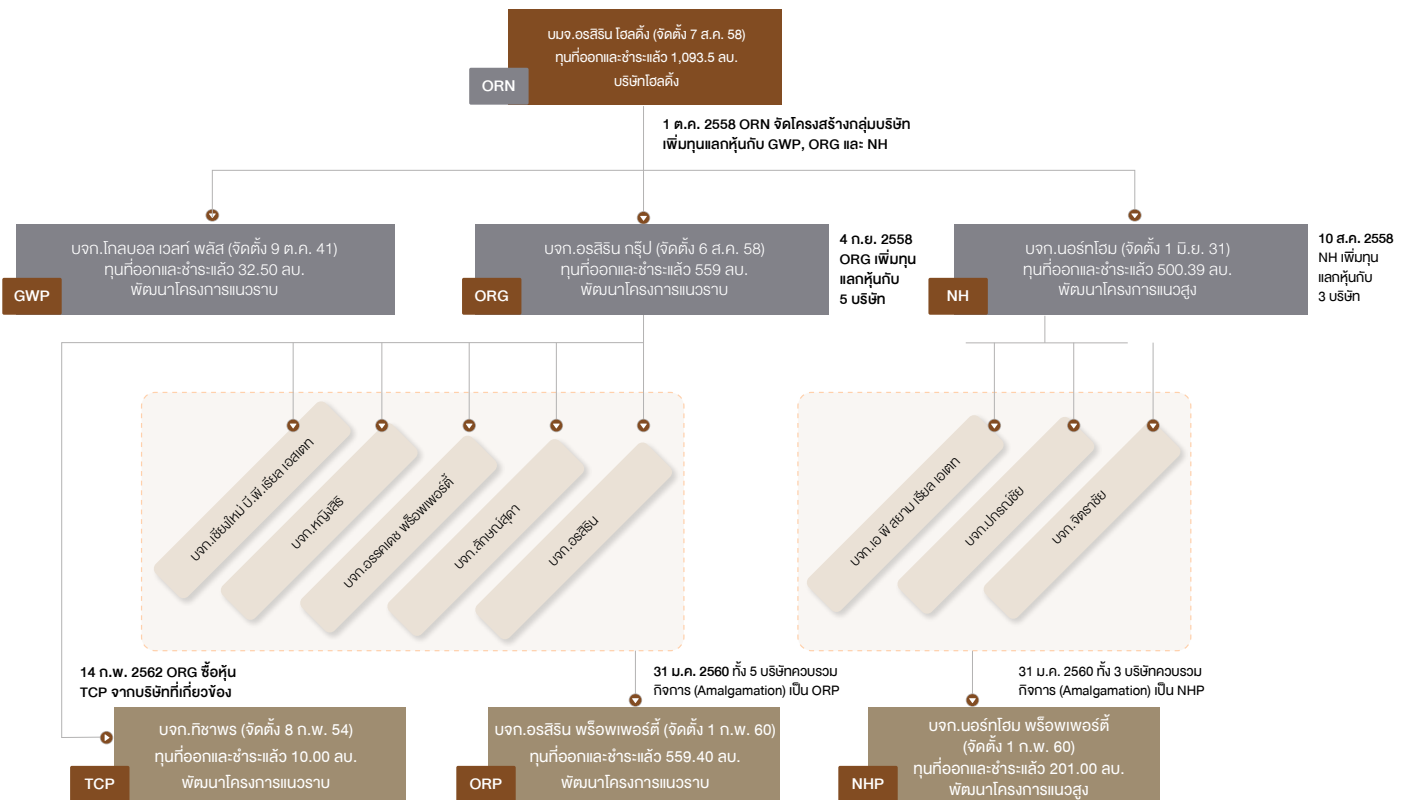 บมจ.อรสิริน โฮลดิ้ง (จัดตั้ง 7 ส.ค. 58)
ทุนที่ออกและชำระแล้ว 1,093.5 ลบ.
บริษัทโฮลดิ้ง
ORN
1 ต.ค. 2558 ORN จัดโครงสร้างกลุ่มบริษัท
เพิ่มทุนแลกหุ้นกับ GWP, ORG และ NH
บจก.โกลบอล เวลท์ พลัส (จัดตั้ง 9 ต.ค. 41)
ทุนที่ออกและชำระแล้ว 32.50 ลบ.
พัฒนาโครงการแนวราบ
GWP
บจก.อรสิริน กรุ๊ป (จัดตั้ง 6 ส.ค. 58)
ทุนที่ออกและชำระแล้ว 559 ลบ.
พัฒนาโครงการแนวราบ
ORG
4 ก.ย. 2558
ORG เพิ่มทุน
แลกหุ้นกับ
5 บริษัท
บจก.นอร์ทโฮม (จัดตั้ง 1 มิ.ย. 31)
ทุนที่ออกและชำระแล้ว 500.39 ลบ.
พัฒนาโครงการแนวสูง
NH
10 ส.ค. 2558
NH เพิ่มทุน
แลกหุ้นกับ
3 บริษัท
บจก.เชียงใหม่ บี.พี.เรียล เอสเตท
บจก.หญิงสิริ
บจก.อรรคเดช พร็อพเพอร์ตี้
บจก.ลักษณ์สุดา
บจก.อรสิริน
บจก.เอ พี สยาม เรียล เอเตท
บจก.ปกรณ์ชัย
บจก.จิตราชัย
14 ก.พ. 2562 ORG ซื้อหุ้น
TCP จากบริษัทที่เกี่ยวข้อง
31 ม.ค. 2560 ทั้ง 5 บริษัทควบรวม
กิจการ (Amalgamation) เป็น ORP
31 ม.ค. 2560 ทั้ง 3 บริษัทควบรวม
กิจการ (Amalgamation) เป็น NHP
บจก.ทิชาพร (จัดตั้ง 8 ก.พ. 54)
ทุนที่ออกและชำระแล้ว 10.00 ลบ.
พัฒนาโครงการแนวราบ
TCP
บจก.อรสิริน พร็อพเพอร์ตี้ (จัดตั้ง 1 ก.พ. 60)
ทุนที่ออกและชำระแล้ว 559.40 ลบ.
พัฒนาโครงการแนวราบ
ORP
บจก.นอร์ทโฮม พร็อพเพอร์ตี้
(จัดตั้ง 1 ก.พ. 60)
ทุนที่ออกและชำระแล้ว 201.00 ลบ.
พัฒนาโครงการแนวสูง
NHP